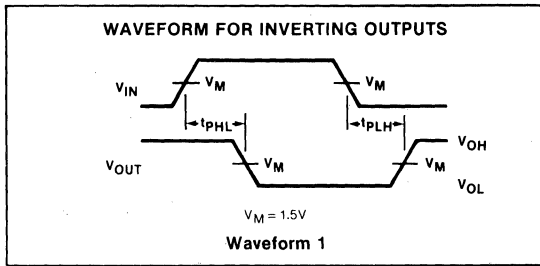 WAVEFORM FOR INVERTING OUTPUTS
VM VM
VIN
tPHL tPLH
VOH
VOUT VM VM
VOL
VM = 1.5V
Waveform 1